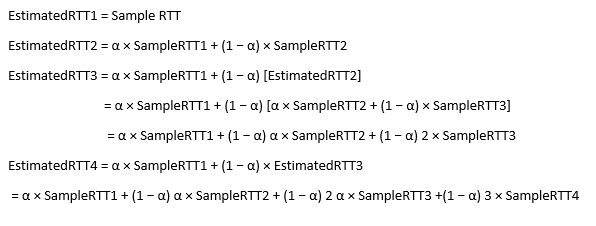 EstimatedRTT1 = Sample RTT
EstimatedRTT2 = α × SampleRTT1 + (1 − α) × SampleRTT2
EstimatedRTT3 = α × SampleRTT1 + (1 − α) [EstimatedRTT2]
= α × SampleRTT1 + (1 − α) [α × SampleRTT2 + (1 − α) × SampleRTT3]
= α × SampleRTT1 + (1 − α) α × SampleRTT2 + (1 − α) 2 × SampleRTT3
EstimatedRTT4 = α × SampleRTT1 + (1 − α) × EstimatedRTT3
= α × SampleRTT1 + (1 − α) α × SampleRTT2 + (1 − α) 2 α × SampleRTT3 +(1 − α) 3 × SampleRTT4